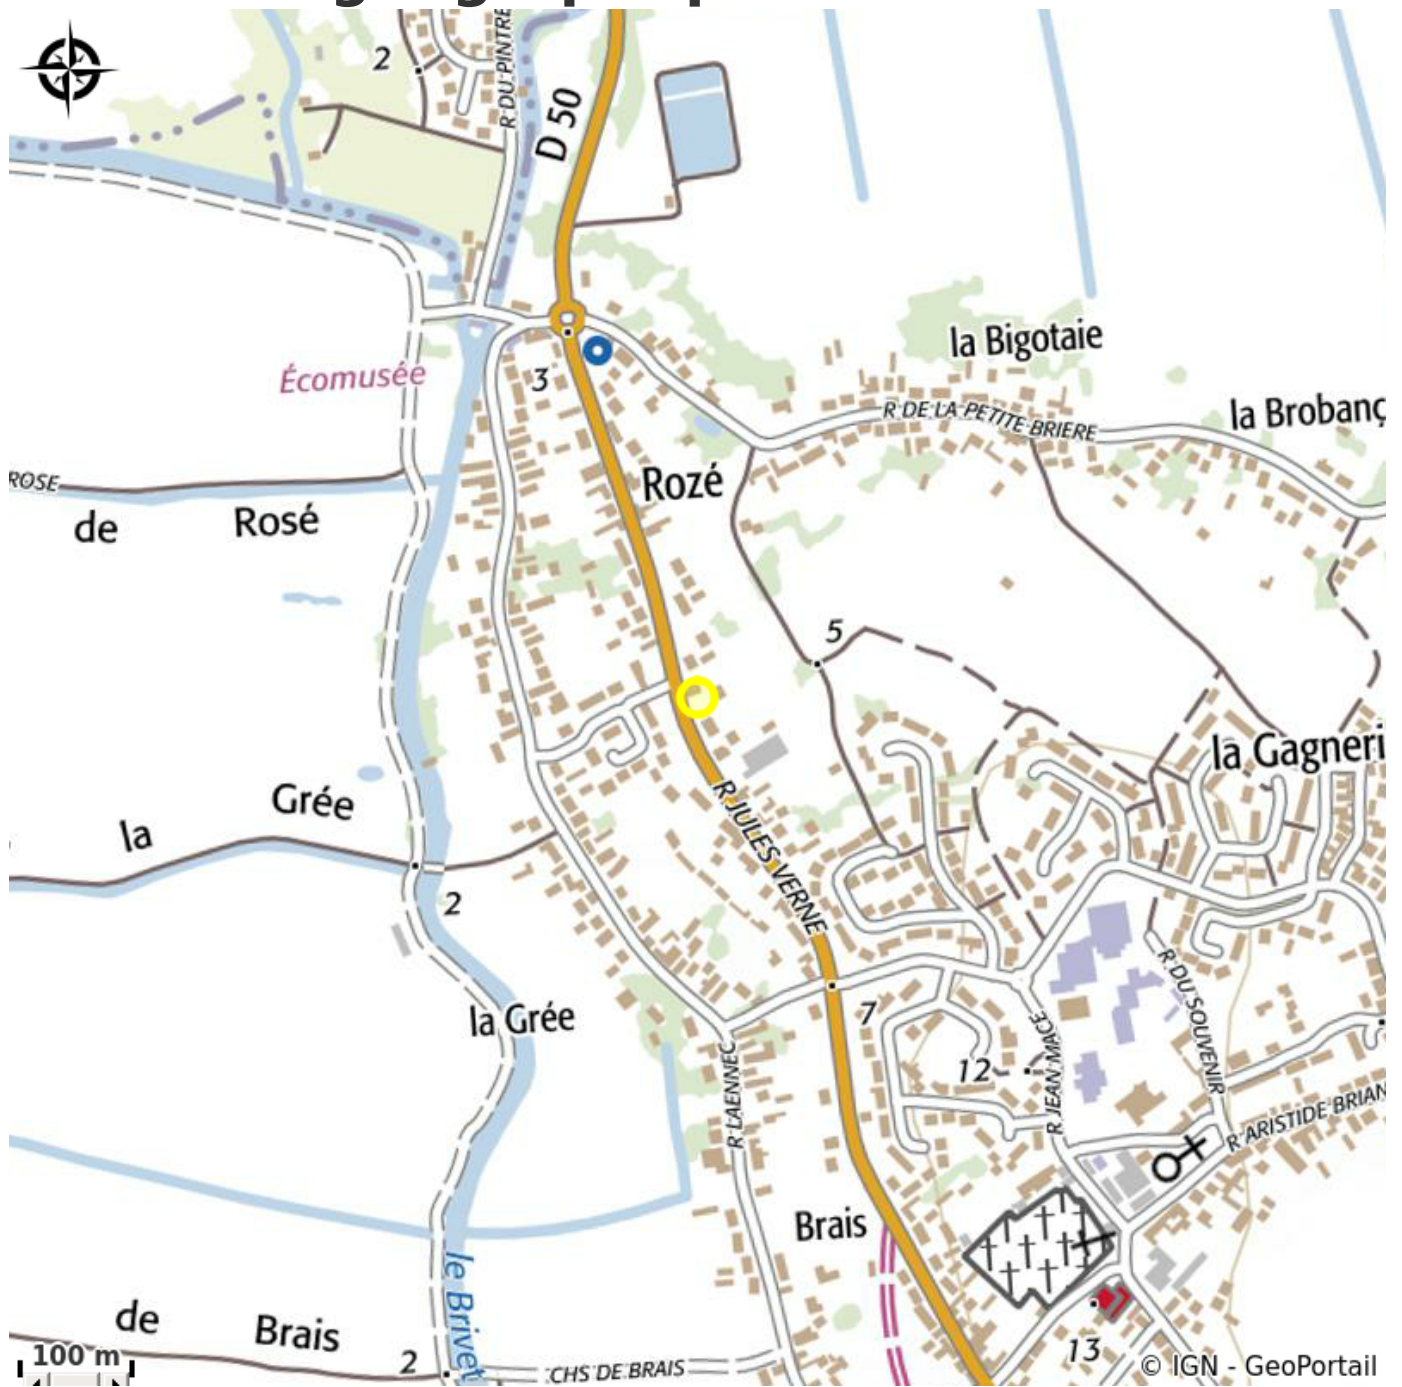 2
R DU PINTRE
D 50
la Bigotaie
Écomusée
3
R DE LA PETITE BRIERE
la Brobanç
Rozé
ROSE
de Rosé
5
la Gagneri
Grée
la
R JULES VERNE
2
R DU SOUVENIR
la Grée
7
12
R JEAN MACE
R LAENNEC
R ARISTIDE BRIAN
Brais
le Brivet
de Brais
100 m
2
CHS DE BRAIS
13
© IGN - GeoPortail